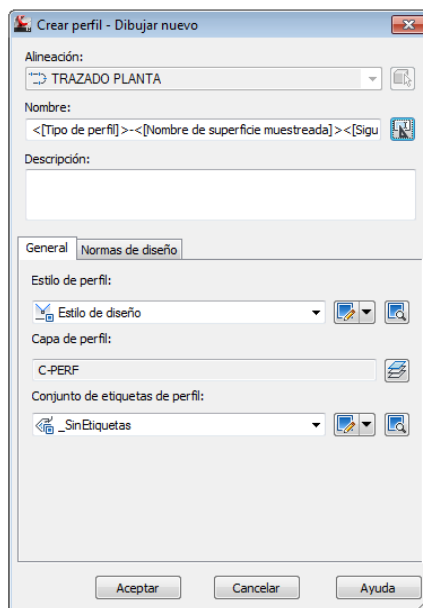 Crear perfil - Dibujar nuevo
Alineación:
TRAZADO PLANTA
Nombre:
<[Tipo de perfil]>-<[Nombre de superficie muestreada]><[Sigu
Descripción:
General
Normas de diseño
Estilo de perfil:
Estilo de diseño
Capa de perfil:
C-PERF
Conjunto de etiquetas de perfil:
_SinEtiquetas
Aceptar
Cancelar
Ayuda